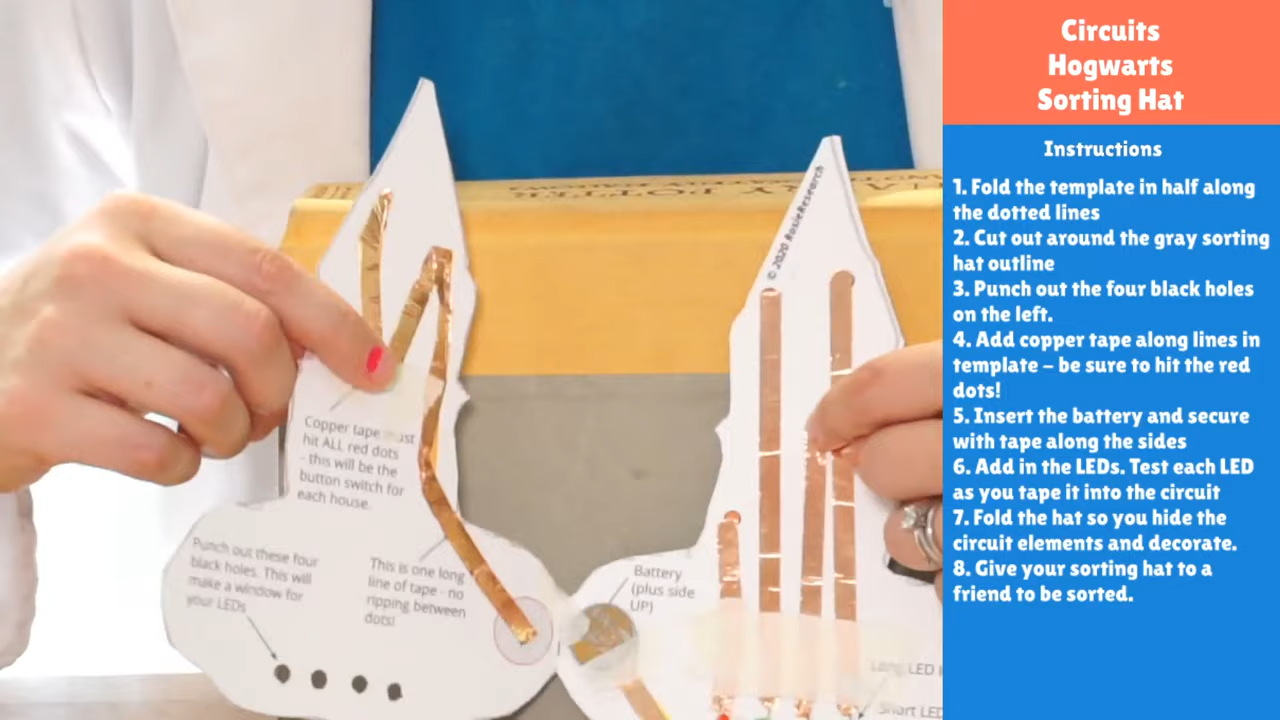 Circuits
Hogwarts
Sorting Hat
Instructions
1. Fold the template in half along
the dotted lines
2. Cut out around the gray sorting
hat outline
3. Punch out the four black holes
on the left.
4. Add copper tape along lines in
template – be sure to hit the red
dots!
5. Insert the battery and secure
with tape along the sides
6. Add in the LEDs. Test each LED
as you tape it into the circuit
7. Fold the hat so you hide the
circuit elements and decorate.
8. Give your sorting hat to a
friend to be sorted.
© 2020 RosieResearch
Copper tape must
hit ALL red dots
- this will be the
button switch for
each house.
Punch out these four
black holes. This will
make a window for
your LEDs
This is one long
line of tape - no
ripping between
dots!
Battery
(plus side
UP)
Long LED
Short LED